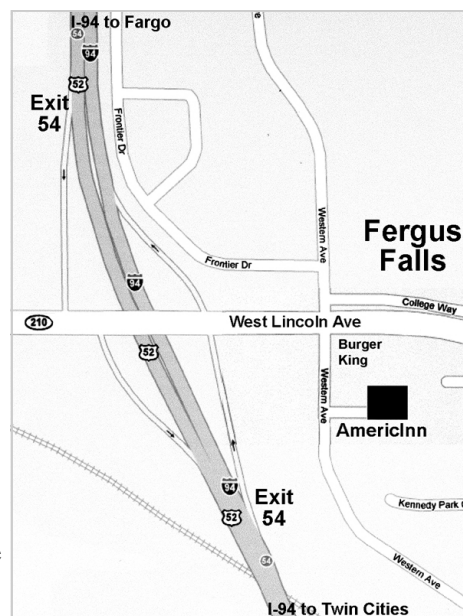 I-94 to Fargo
54
94
52
Exit
54
Frontier Dr
Western Ave
Fergus
Falls
Frontier Dr
94
College Way
210
West Lincoln Ave
52
Burger
King
Western Ave
AmericInn
94
52
Exit
54
Kennedy Park
54
Western Ave
I-94 to Twin Cities